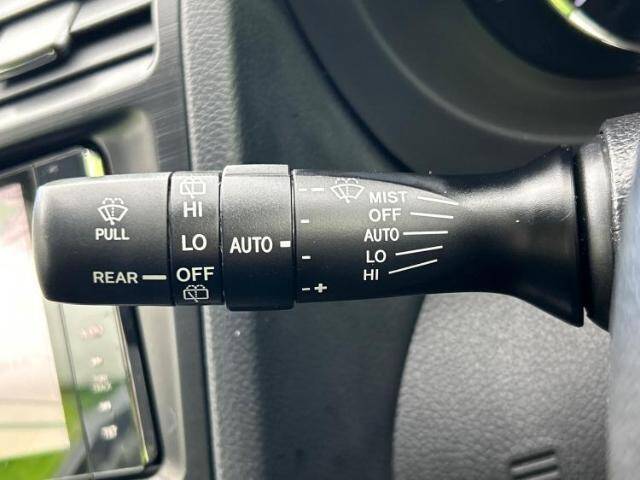 PULL
REAR
HI
LO
OFF
AUTO
- +
MIST
OFF
AUTO
LO
HI